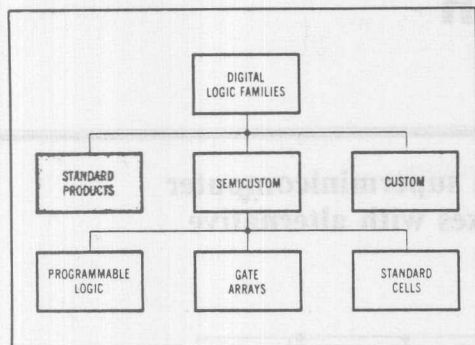 DIGITAL
LOGIC FAMILIES
STANDARD
PRODUCTS
SEMICUSTOM
CUSTOM
PROGRAMMABLE
LOGIC
GATE
ARRAYS
STANDARD
CELLS